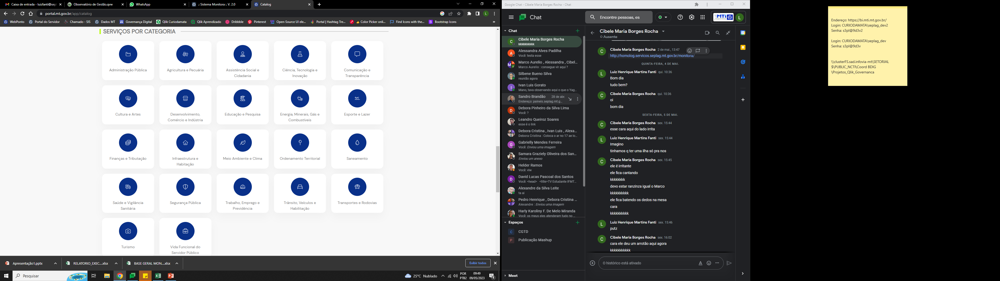 Caixa de entrada - luizfanti@sep
Observatório de Gestão.qvw
WhatsApp
.: Sistema Monitora :. V. 2.0
Catalog
portal.mt.gov.br/app/catalog
WebPonto
Portal do Servidor
Chamado - SIS
Dados MT
Governança Digital
Qlik Curiodamata
Qlik Aprendizado
Dribbble
Pinterest
Open-Source UI ele...
Portal | Hashtag Tre...
Color Picker onli...
Find Icons with the...
Bootstrap Icons
SERVIÇOS POR CATEGORIA
Administração Pública
Agricultura e Pecuária
Assistência Social e
Cidadania
Ciência, Tecnologia e
Inovação
Comunicação e
Transparência
Cultura e Artes
Desenvolvimento,
Comércio e Indústria
Educação e Pesquisa
Energia, Minerais, Gás e
Combustíveis
Esporte e Lazer
Finanças e Tributação
Infraestrutura e
Habitação
Meio Ambiente e Clima
Ordenamento Territorial
Saneamento
Saúde e Vigilância
Sanitária
Segurança Pública
Trabalho, Emprego e
Previdência
Trânsito, Veículos e
Habilitação
Transportes e Rodovias
Turismo
Vida Funcional do
Servidor Público
Apresentação1.pptx
RELATORIO_EXEC....xlsx
BASE GERAL MON....xlsx
Exibir todos
Pesquisar
25°C Nublado
POR
PTB2
09:49
09/05/2023
4
Google Chat - Cibele Maria Borges Rocha - Chat
Chat
Encontre pessoas, es
MTi
L
Chat
Cibele Maria Borges Rocha
kkkkkkkkkk
Alessandra Alves Padilha
Você: testa esse
Marco Aurelio , Alessandra , Cibel...
Marco Aurelio : consegue vir aqui ?
Silbene Bueno Silva
reunião agora
Ivan Luis Gorato
Mano, tava observando aqui o que o Yag...
Sandro Brandão 28 de abr.
Endereço: paineis.seplag.mt.g...
Debora Pinheiro da Silva Lima
Você: ?
Leandro Queiroz Soares
esse é o link
Debora Cristina , Ivan Luis , Alexa...
Debora Cristina : Coloca o ar no 17 ae lo...
Gabrielly Mendes Ferreira
Você: Enviou uma imagem
Samara Graziely Oliveira dos San...
Enviou um anexo
Helder Ramos
Você: vlw
David Lucas Pascoal dos Santos
Você: <head> <title>TV Estudante IFMT...
Alexandre da Silva Leite
ta ai
Pedro Henrique , Debora Cristina ...
Alexandre : Enviou uma imagem
Harly Karoliny F. De Melo Miranda
Você: os meus eles atenderam tudo no ...
Espaços
C CGTD
P Publicação Mashup
Meet
Cibele Maria Borges Rocha
Ausente
Cibele Maria Borges Rocha 2 de mai., 13:47
http://homolog.servicos.seplag.mt.gov.br/monitora/
QUINTA-FEIRA, 4 DE MAI.
Luiz Henrique Martins Fanti qui. 10:36
Bom dia
tudo bem?
Cibele Maria Borges Rocha qui. 10:36
oi
bom dia
SEXTA-FEIRA, 5 DE MAI.
Cibele Maria Borges Rocha sex. 15:44
esse cara aqui do lado irrita
Luiz Henrique Martins Fanti sex. 15:44
Imagino
tinhamos q ter uma ilha só pra nos
Cibele Maria Borges Rocha sex. 15:45
ele é irritante
ele fica cantando
kkkkkkkk
devo estar ranzinza igual o Marco
kkkkkkkkkk
ele fica batendo os dedos na mesa
cara
kkkkkkkkkk
Luiz Henrique Martins Fanti sex. 15:46
putz
Cibele Maria Borges Rocha sex. 16:02
cara ele deu um arrotão aqui agora
kkkkkkkkkkk
O histórico está ativado
Endereço: https://bi.mti.mt.gov.br/
Login: CURIODAMATA\seplag_dev2
Senha: s3pl@9d3v2
Login: CURIODAMATA\seplag_dev
Senha: s3pl@9d3v
\\clusterFS.sad.infovia-mt\SETORIAL
$\PUBLIC_NCTI\Coord BDIG
\Projetos_Qlik_Governanca